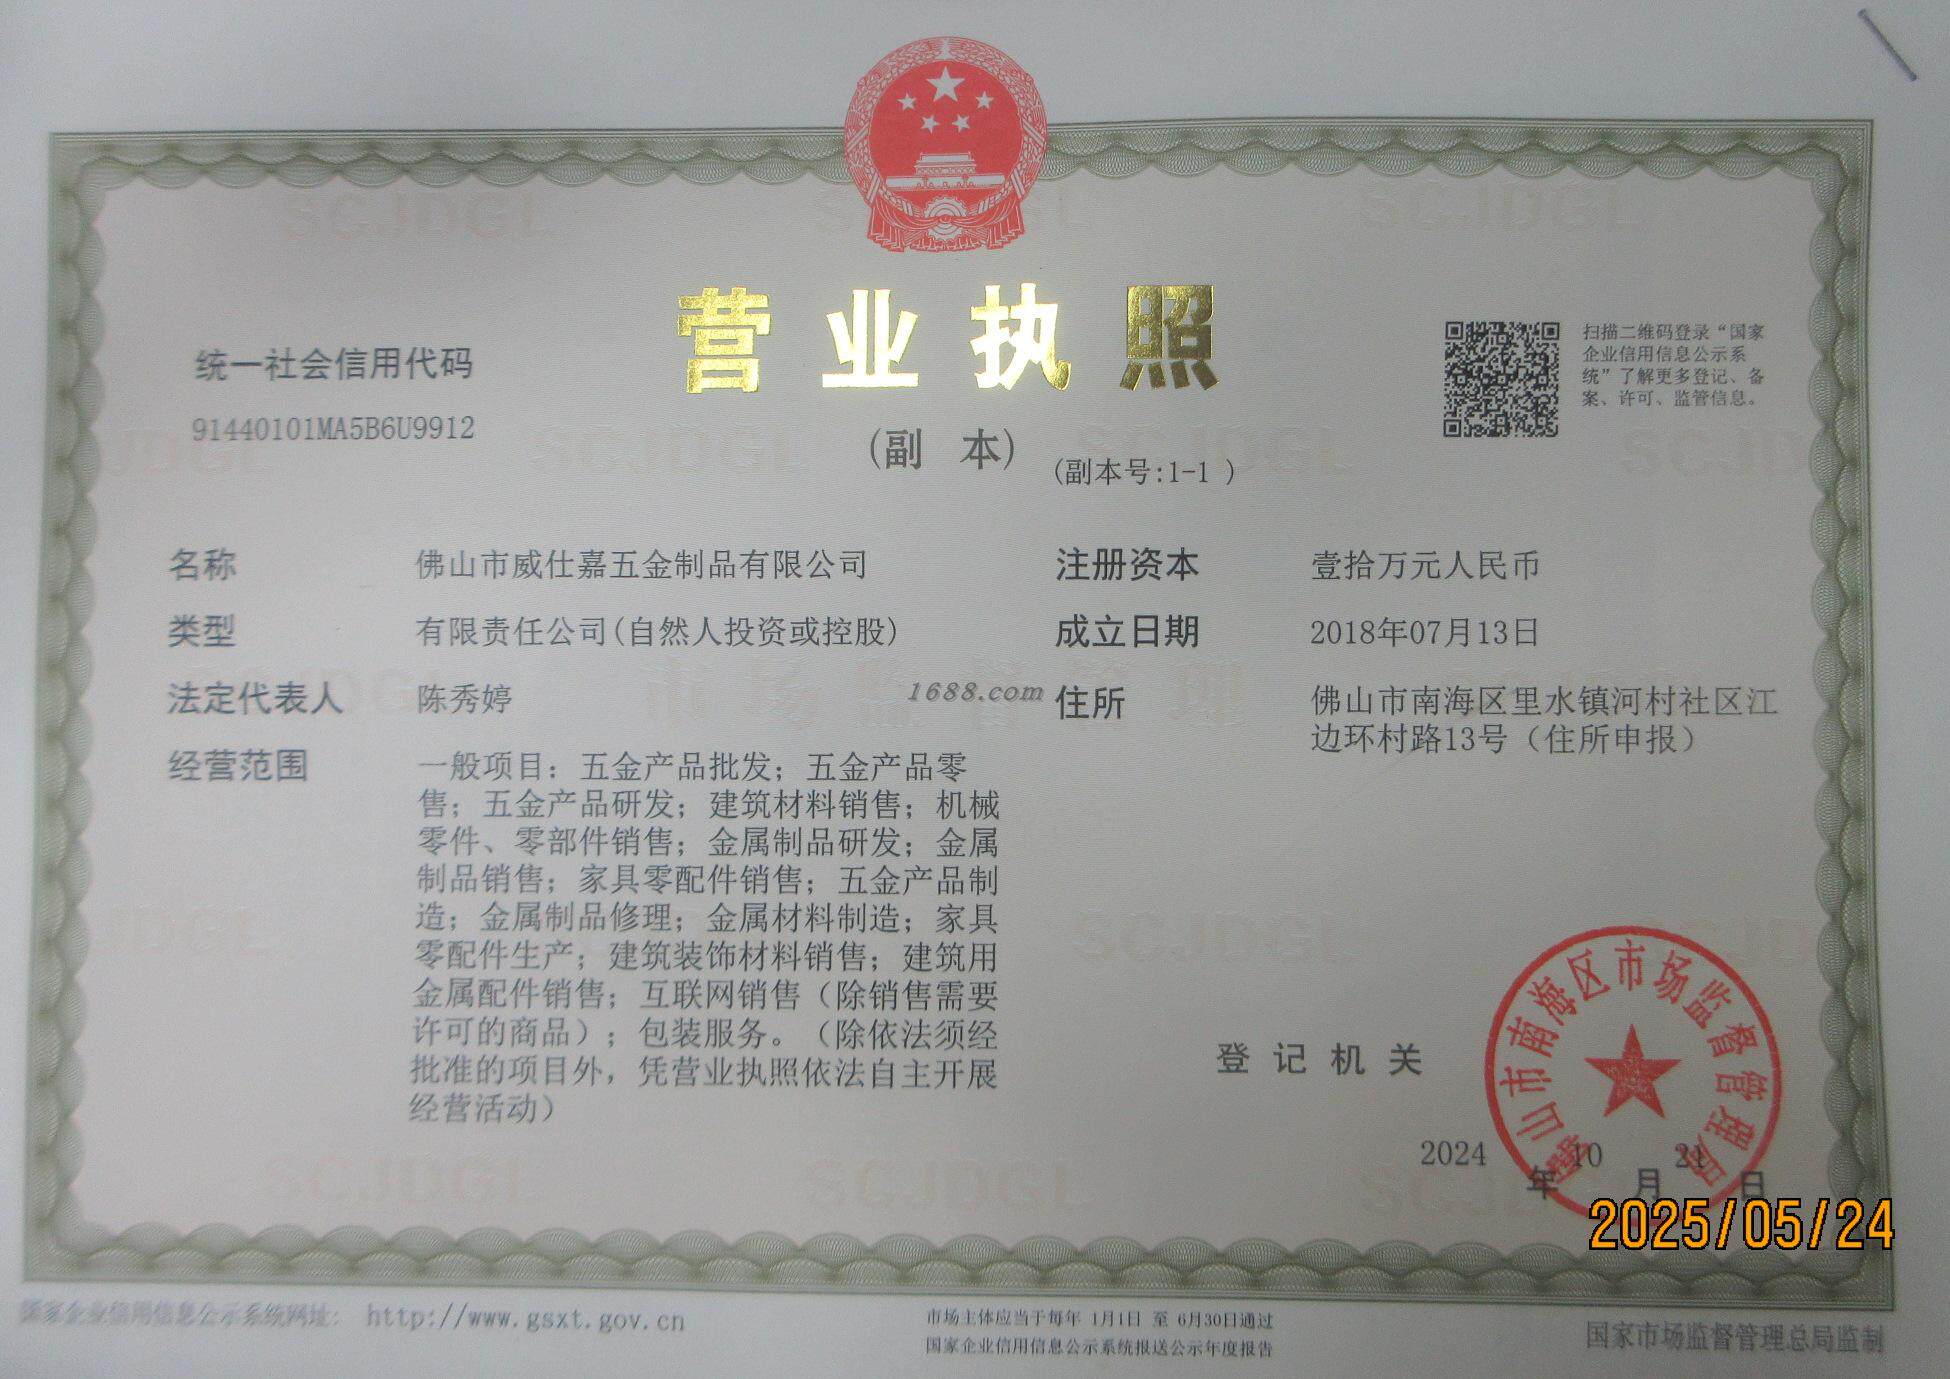 营业执照
统一社会信用代码
91440101MA5B6U9912
(副 本)
(副本号:1-1 )
扫描二维码登录“国家
企业信用信息公示系
统”了解更多登记、备
案、许可、监管信息。
名称 佛山市威仕嘉五金制品有限公司
类型 有限责任公司(自然人投资或控股)
法定代表人 陈秀婷
经营范围 一般项目：五金产品批发；五金产品零
售；五金产品研发；建筑材料销售；机械
零件、零部件销售；金属制品研发；金属
制品销售；家具零配件销售；五金产品制
造；金属制品修理；金属材料制造；家具
零配件生产；建筑装饰材料销售；建筑用
金属配件销售；互联网销售（除销售需要
许可的商品）；包装服务。（除依法须经
批准的项目外，凭营业执照依法自主开展
经营活动）
注册资本 壹拾万元人民币
成立日期 2018年07月13日
住所 佛山市南海区里水镇河村社区江
边环村路13号（住所申报）
1688.com
登记机关
佛山市南海区市场监督管理局
2024 年 10 月 21 日
2025/05/24
国家企业信用信息公示系统网址: http://www.gsxt.gov.cn
市场主体应当于每年 1月1日 至 6月30日通过
国家企业信用信息公示系统报送公示年度报告
国家市场监督管理总局监制
SCJDGL